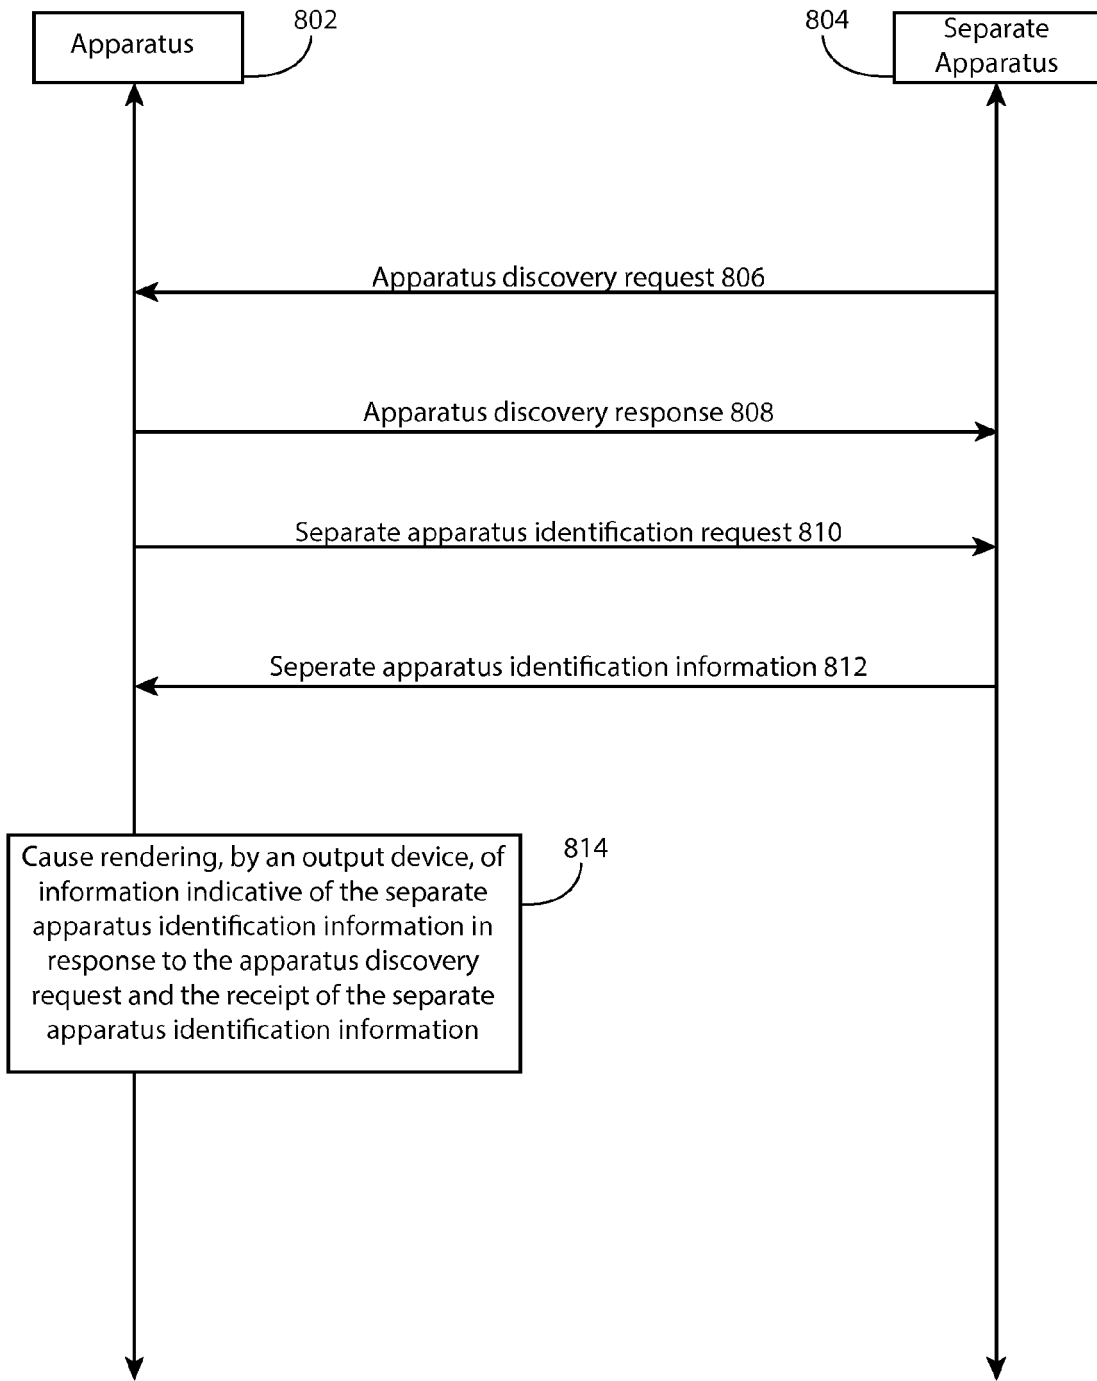 802
804
Apparatus
Separate
Apparatus
Apparatus discovery request 806
Apparatus discovery response 808
Separate apparatus identification request 810
Seperate apparatus identification information 812
Cause rendering, by an output device, of
information indicative of the separate
apparatus identification information in
response to the apparatus discovery
request and the receipt of the separate
apparatus identification information
814